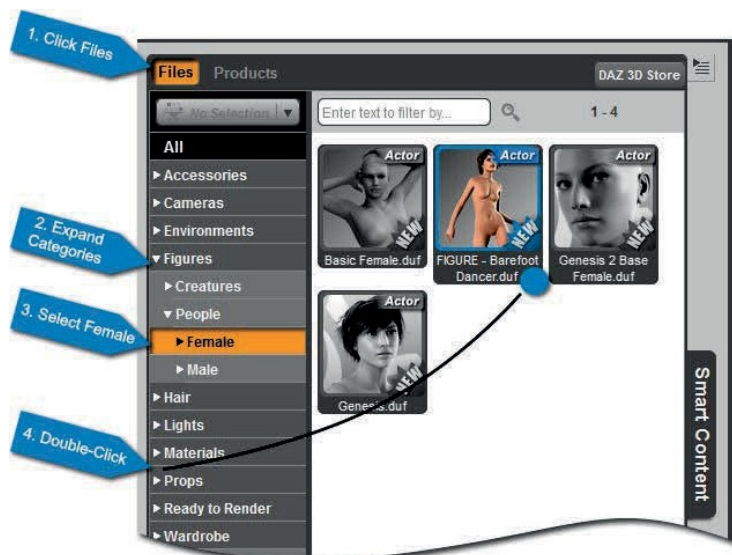 1. Click Files
Files Products
DAZ 3D Store
No Selection
Enter text to filter by...
1 - 4
All
Accessories
Cameras
Environments
2. Expand
Categories
Figures
Creatures
People
3. Select Female
Female
Male
Hair
Lights
4. Double-Click
Materials
Props
Ready to Render
Wardrobe
Actor
NEW
Basic Female.duf
Actor
NEW
FIGURE - Barefoot
Dancer.duf
Actor
NEW
Genesis 2 Base
Female.duf
Actor
NEW
Genesis.duf
Smart Content